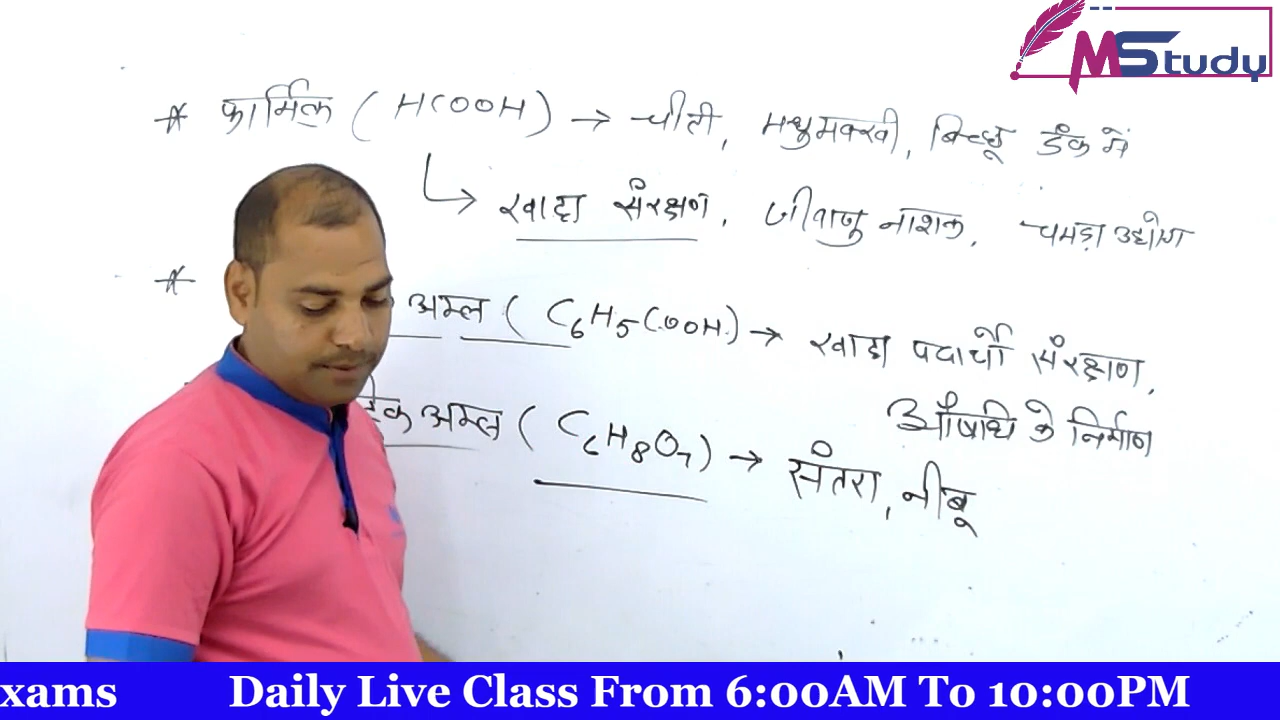 MStudy
* फार्मिक (HCOOH) → चींटी, मधुमक्खी, बिच्छू डंक में
↳ खाद्य संरक्षण, जीवाणु नाशक, चमड़ा उद्योग
* अम्ल (C₆H₅COOH) → खाद्य पदार्थो संरक्षण,
औषधि के निर्माण
टिक अम्ल (C₆H₈O₇) → संतरा, नीबू
xams Daily Live Class From 6:00AM To 10:00PM